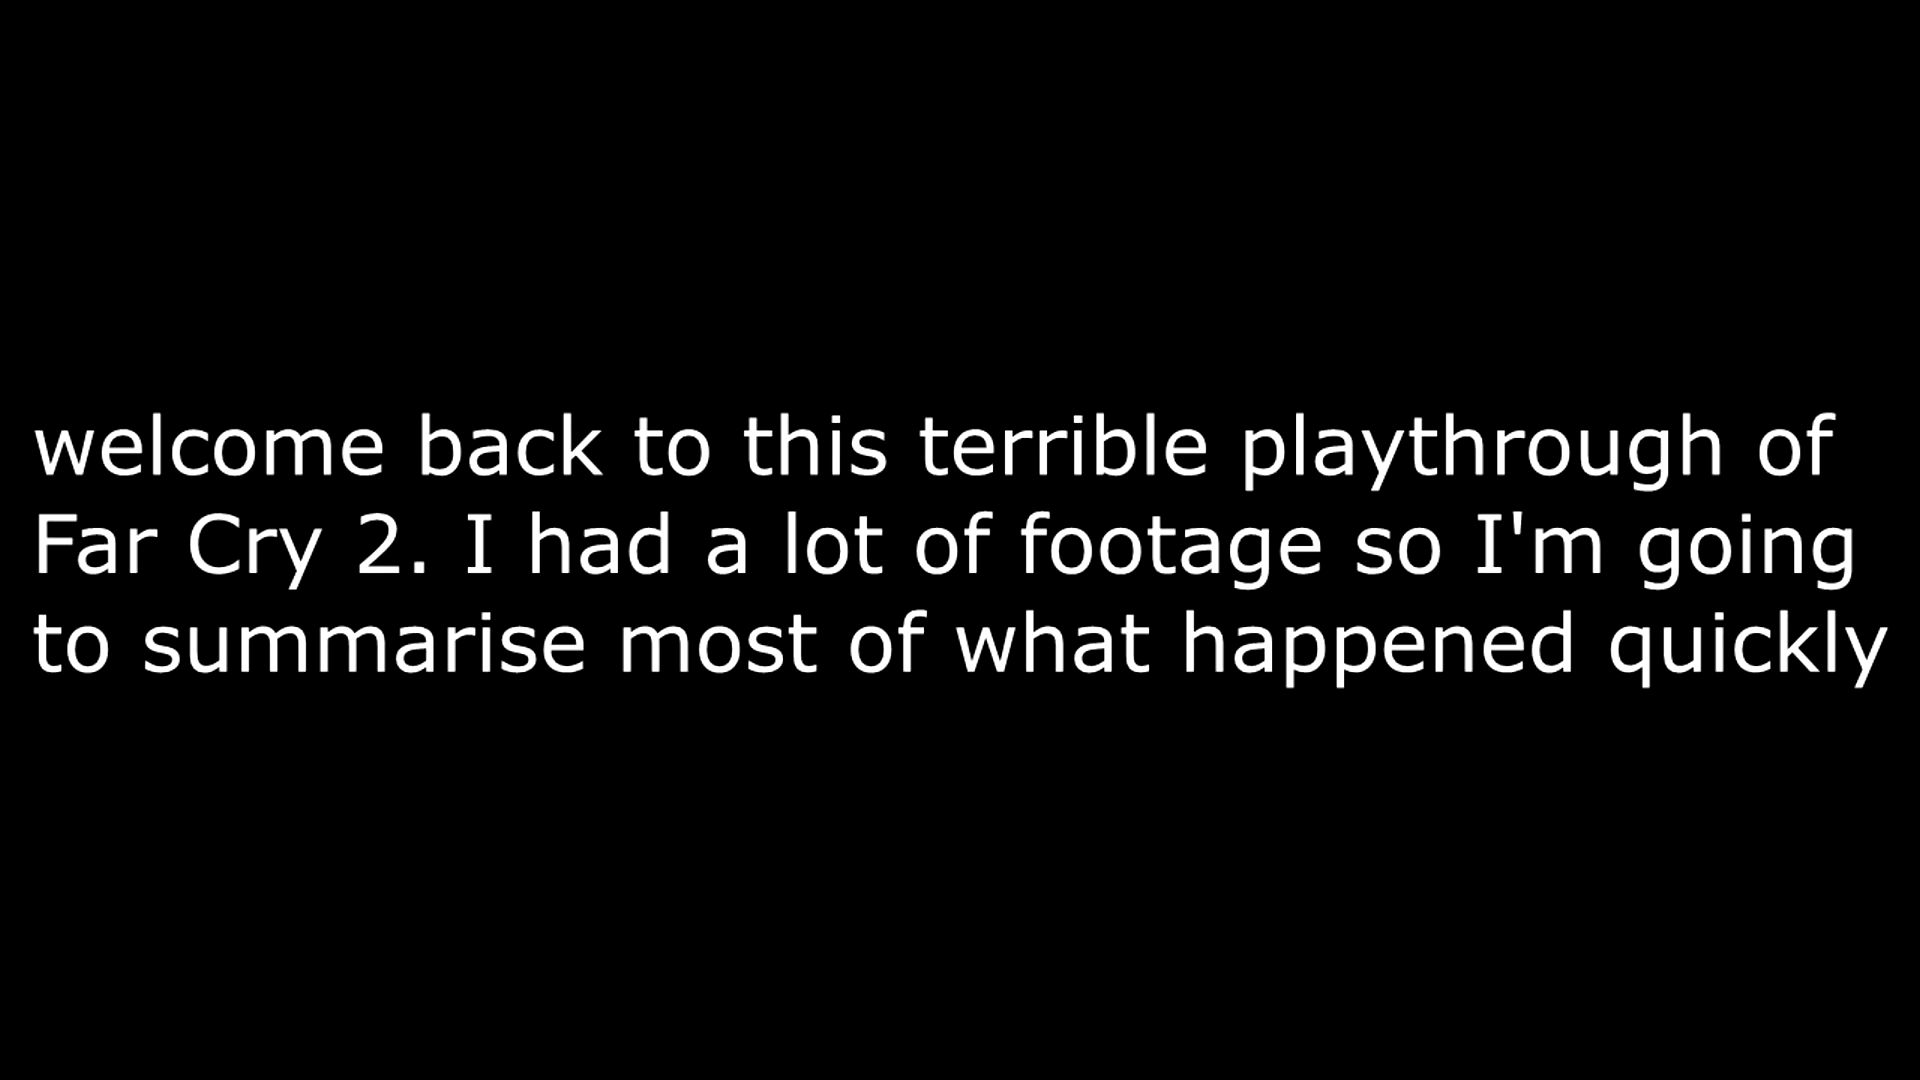 welcome back to this terrible playthrough of
Far Cry 2. I had a lot of footage so I'm going
to summarise most of what happened quickly